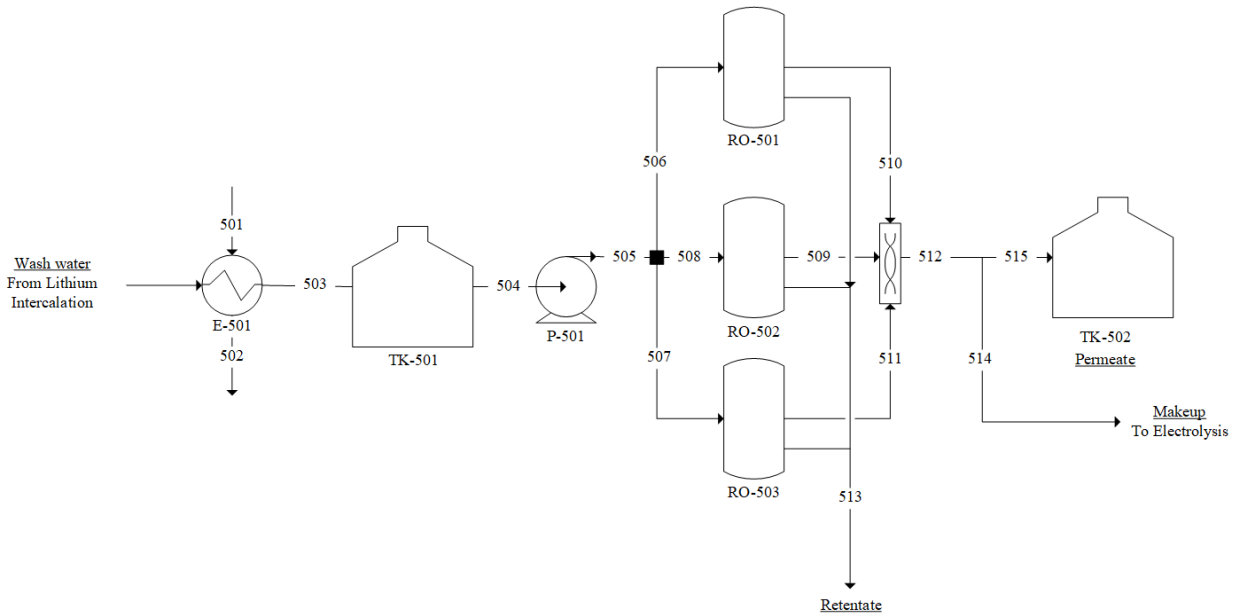 RO-501
506
510
501
Wash water
From Lithium
Intercalation
E-501
502
503
TK-501
504
P-501
505
508
RO-502
509
512
515
TK-502
Permeate
507
511
514
RO-503
Makeup
To Electrolysis
513
Retentate